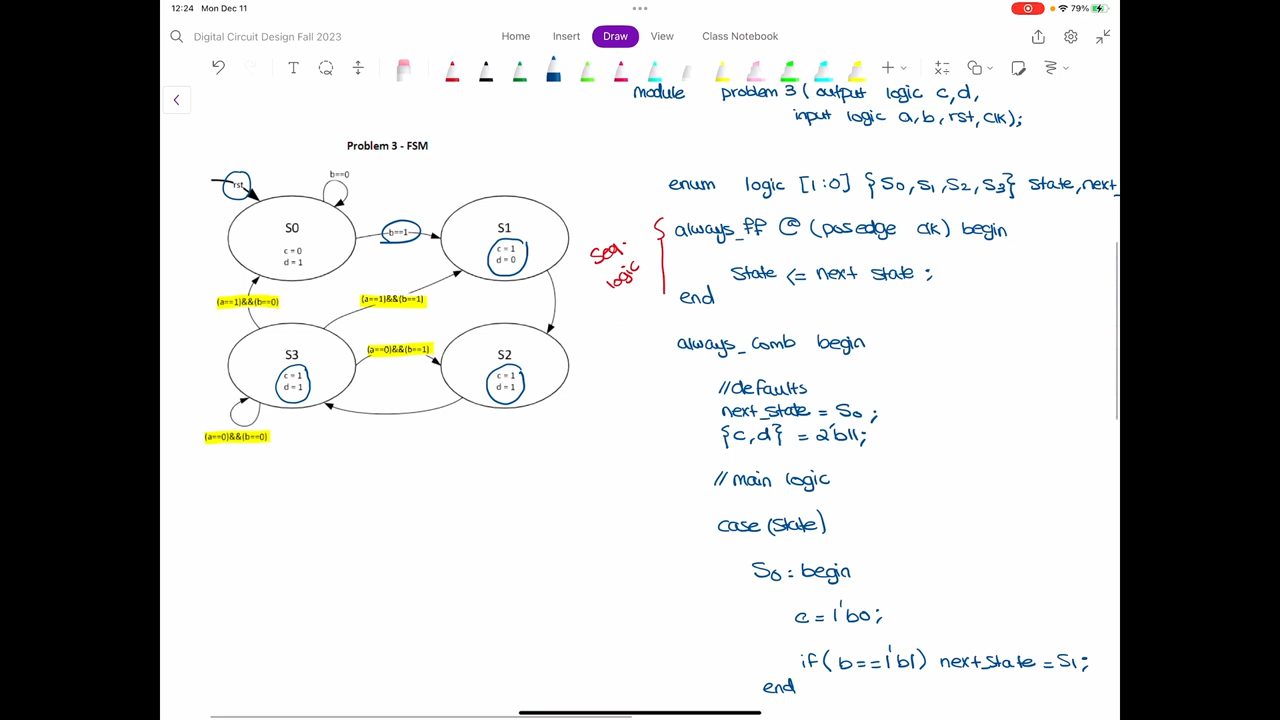 12:24 Mon Dec 11
79%
Digital Circuit Design Fall 2023
Home Insert Draw View Class Notebook
module problem 3 ( output logic c,d,
input logic a,b,rst,clk);
Problem 3 - FSM
rst
b==0
S0
c = 0
d = 1
b==1
S1
c = 1
d = 0
(a==1)&&(b==0)
(a==1)&&(b==1)
S3
c = 1
d = 1
(a==0)&&(b==1)
S2
c = 1
d = 1
(a==0)&&(b==0)
enum logic [1:0] {S0,S1,S2,S3} state,next_
seq.
logic
always_ff @ (posedge clk) begin
state <= next state ;
end
always_comb begin
//defaults
next_state = S0 ;
{c,d} = 2'b11;
// main logic
case (state)
S0 : begin
c = 1'b0;
if( b==1'b1) next_state = S1;
end